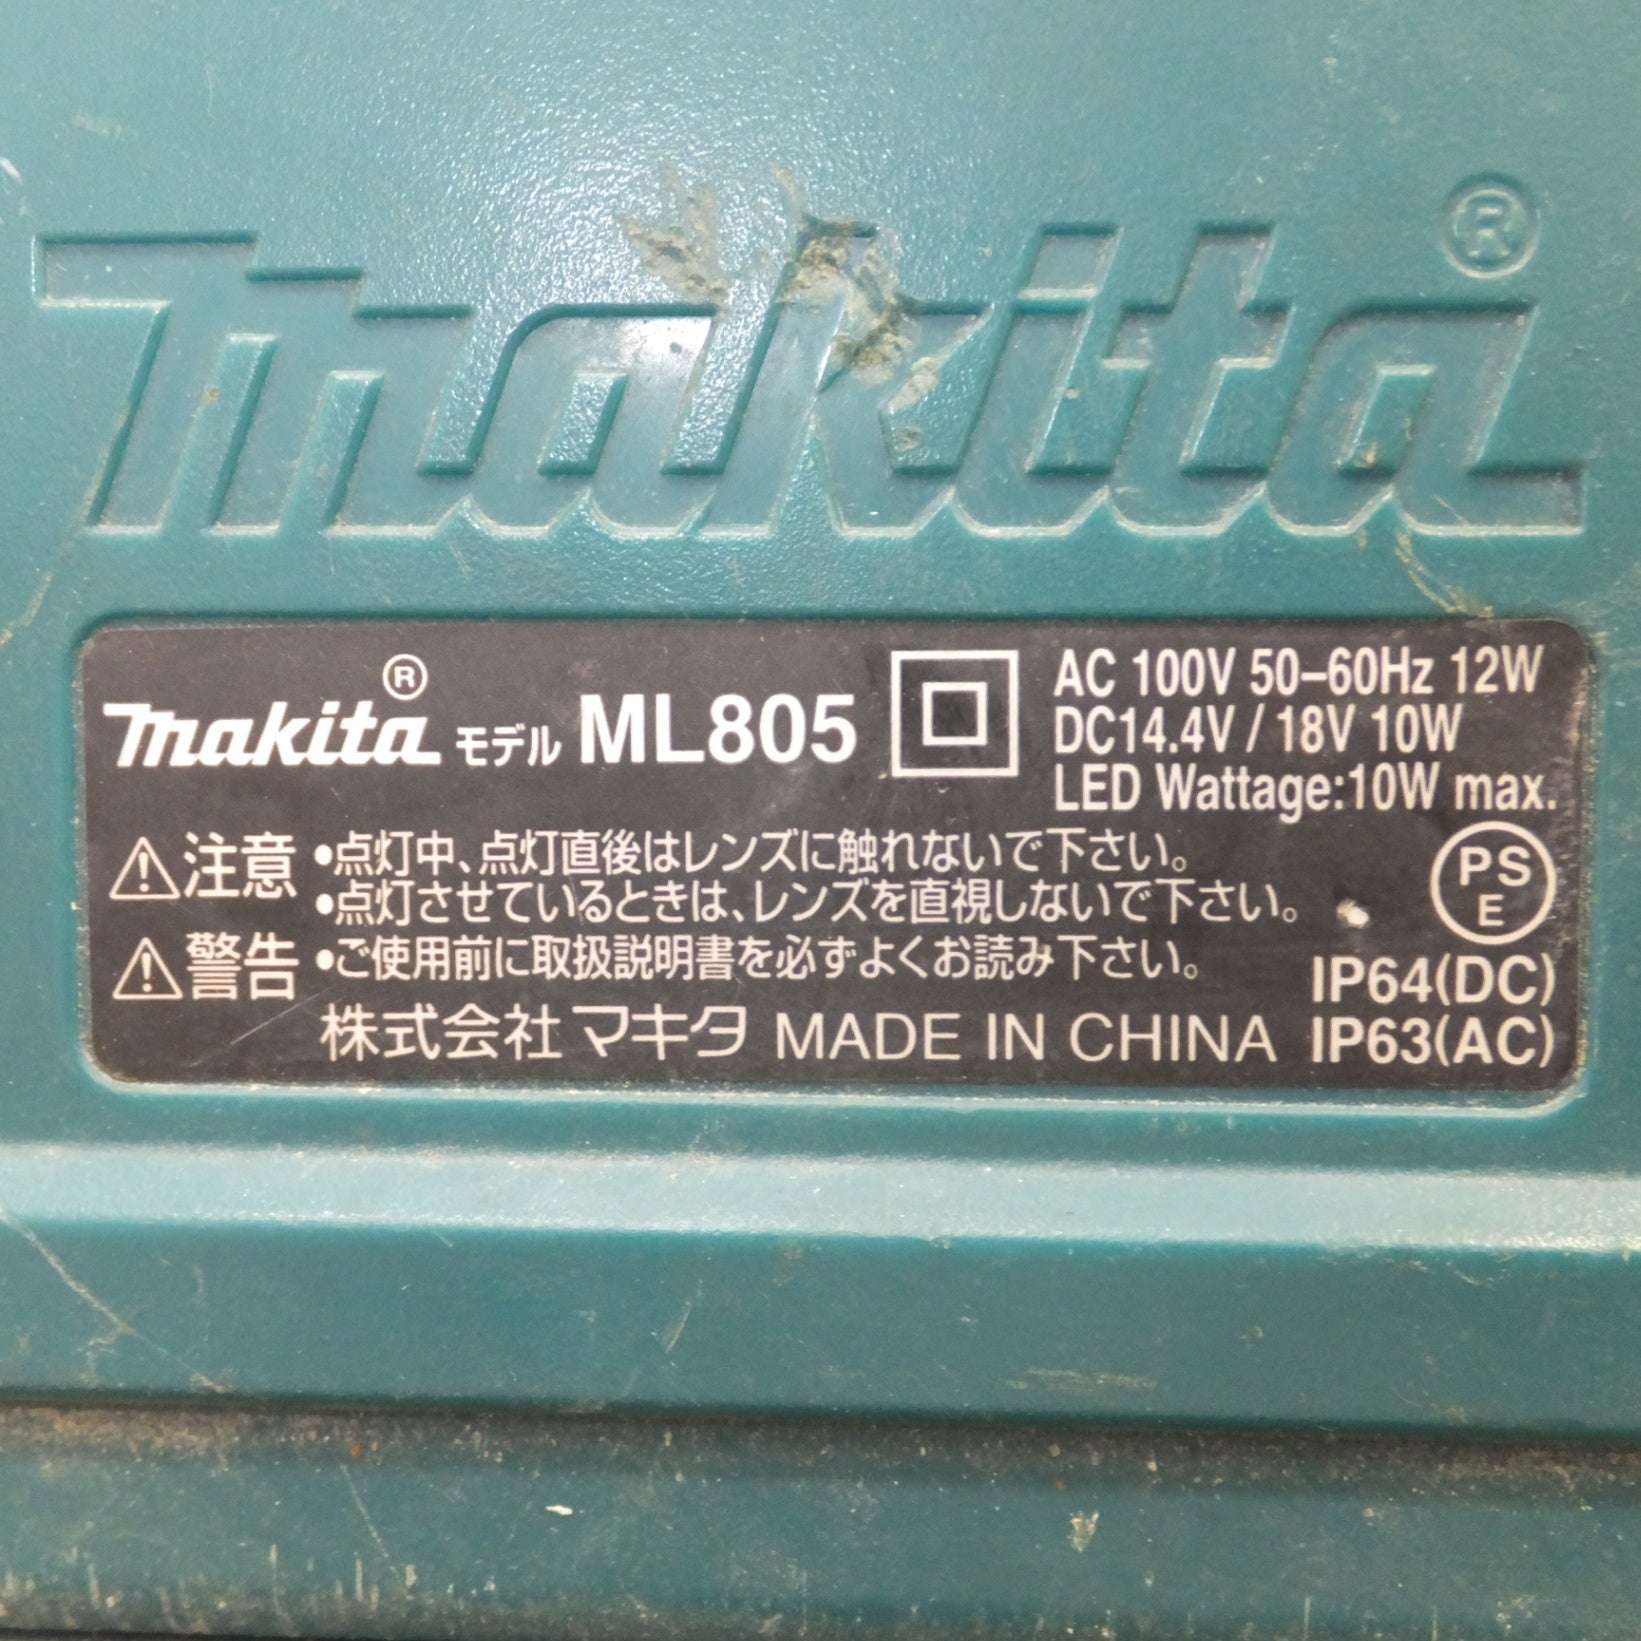 makita®
makita® モデル ML805
AC 100V 50–60Hz 12W
DC14.4V / 18V 10W
LED Wattage:10W max.
注意 •点灯中、点灯直後はレンズに触れないで下さい。
•点灯させているときは、レンズを直視しないで下さい。
警告 •ご使用前に取扱説明書を必ずよくお読み下さい。
PS
E
株式会社マキタ MADE IN CHINA
IP64(DC)
IP63(AC)